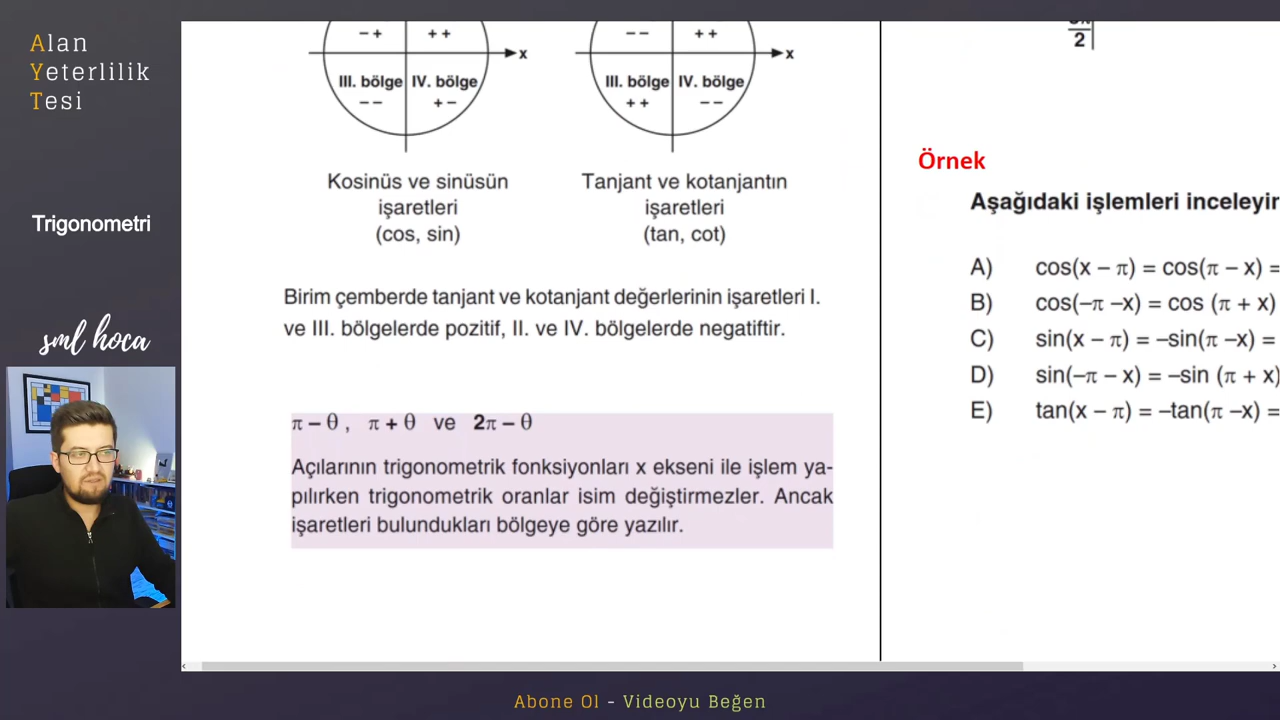 Alan
Yeterlilik
Tesi
Trigonometri
sml hoca
- + + +
x
III. bölge IV. bölge
- - + -
Kosinüs ve sinüsün
işaretleri
(cos, sin)
- - + +
x
III. bölge IV. bölge
+ + - -
Tanjant ve kotanjantın
işaretleri
(tan, cot)
Birim çemberde tanjant ve kotanjant değerlerinin işaretleri I.
ve III. bölgelerde pozitif, II. ve IV. bölgelerde negatiftir.
π – θ , π + θ ve 2π – θ
Açılarının trigonometrik fonksiyonları x ekseni ile işlem ya-
pılırken trigonometrik oranlar isim değiştirmezler. Ancak
işaretleri bulundukları bölgeye göre yazılır.
2
Örnek
Aşağıdaki işlemleri inceleyin
A) cos(x – π) = cos(π – x) =
B) cos(–π –x) = cos (π + x)
C) sin(x – π) = –sin(π –x) =
D) sin(–π – x) = –sin (π + x)
E) tan(x – π) = –tan(π –x) =
Abone Ol - Videoyu Beğen